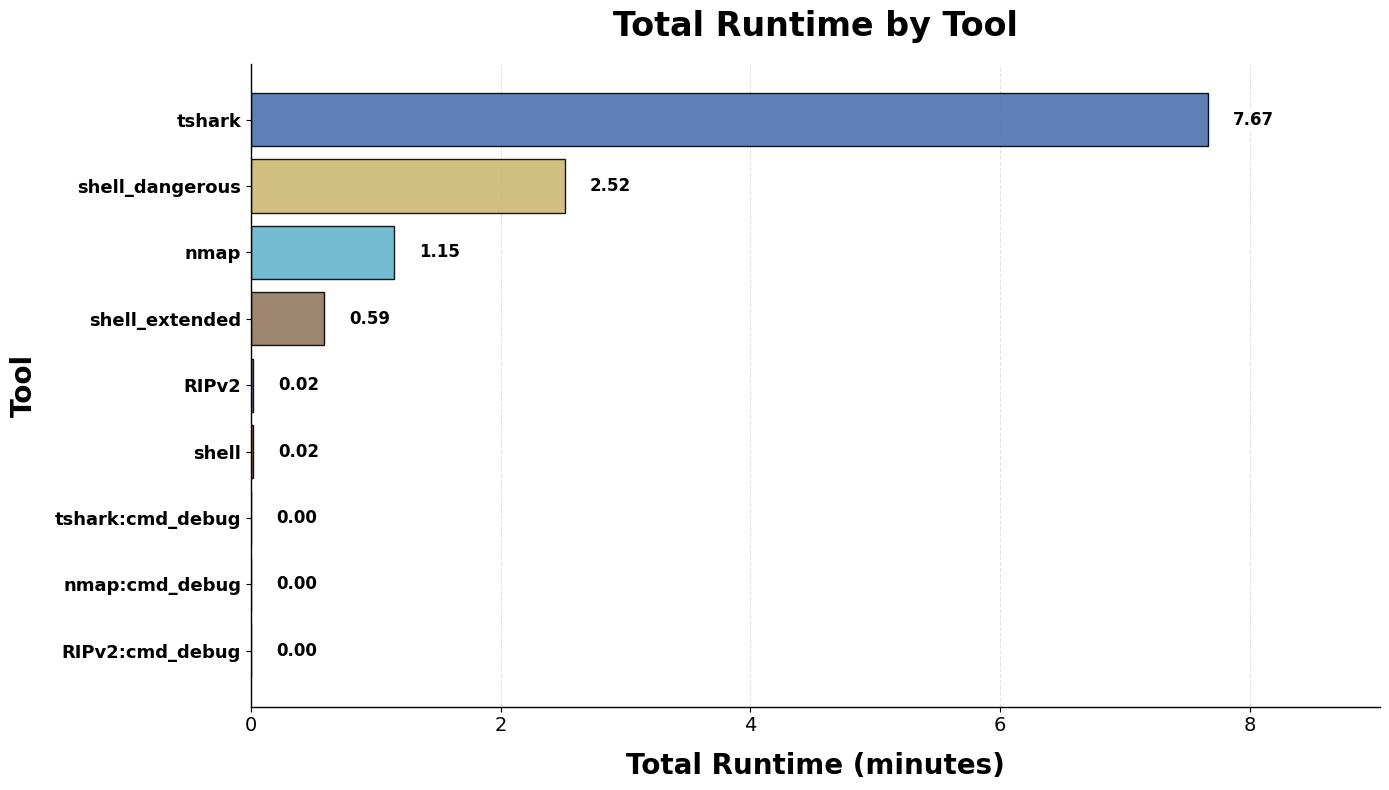 Total Runtime by Tool
Tool
tshark 7.67
shell_dangerous 2.52
nmap 1.15
shell_extended 0.59
RIPv2 0.02
shell 0.02
tshark:cmd_debug 0.00
nmap:cmd_debug 0.00
RIPv2:cmd_debug 0.00
0 2 4 6 8
Total Runtime (minutes)